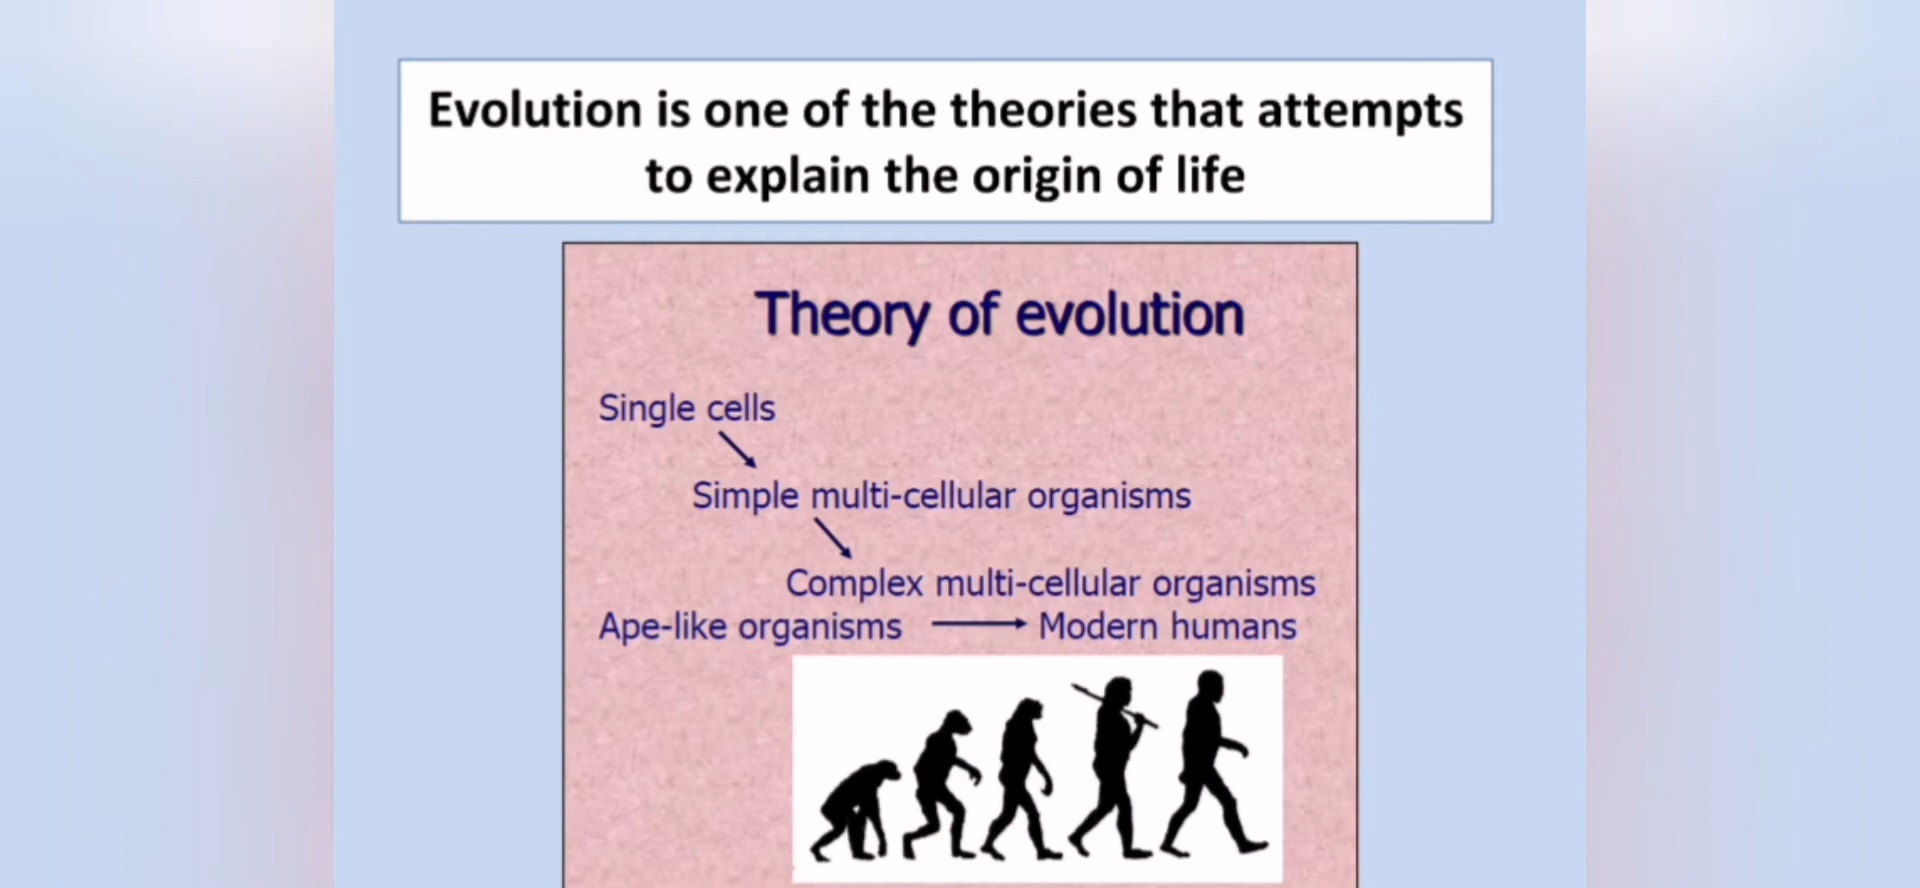 Evolution is one of the theories that attempts
to explain the origin of life
Theory of evolution
Single cells
Simple multi-cellular organisms
Complex multi-cellular organisms
Ape-like organisms Modern humans